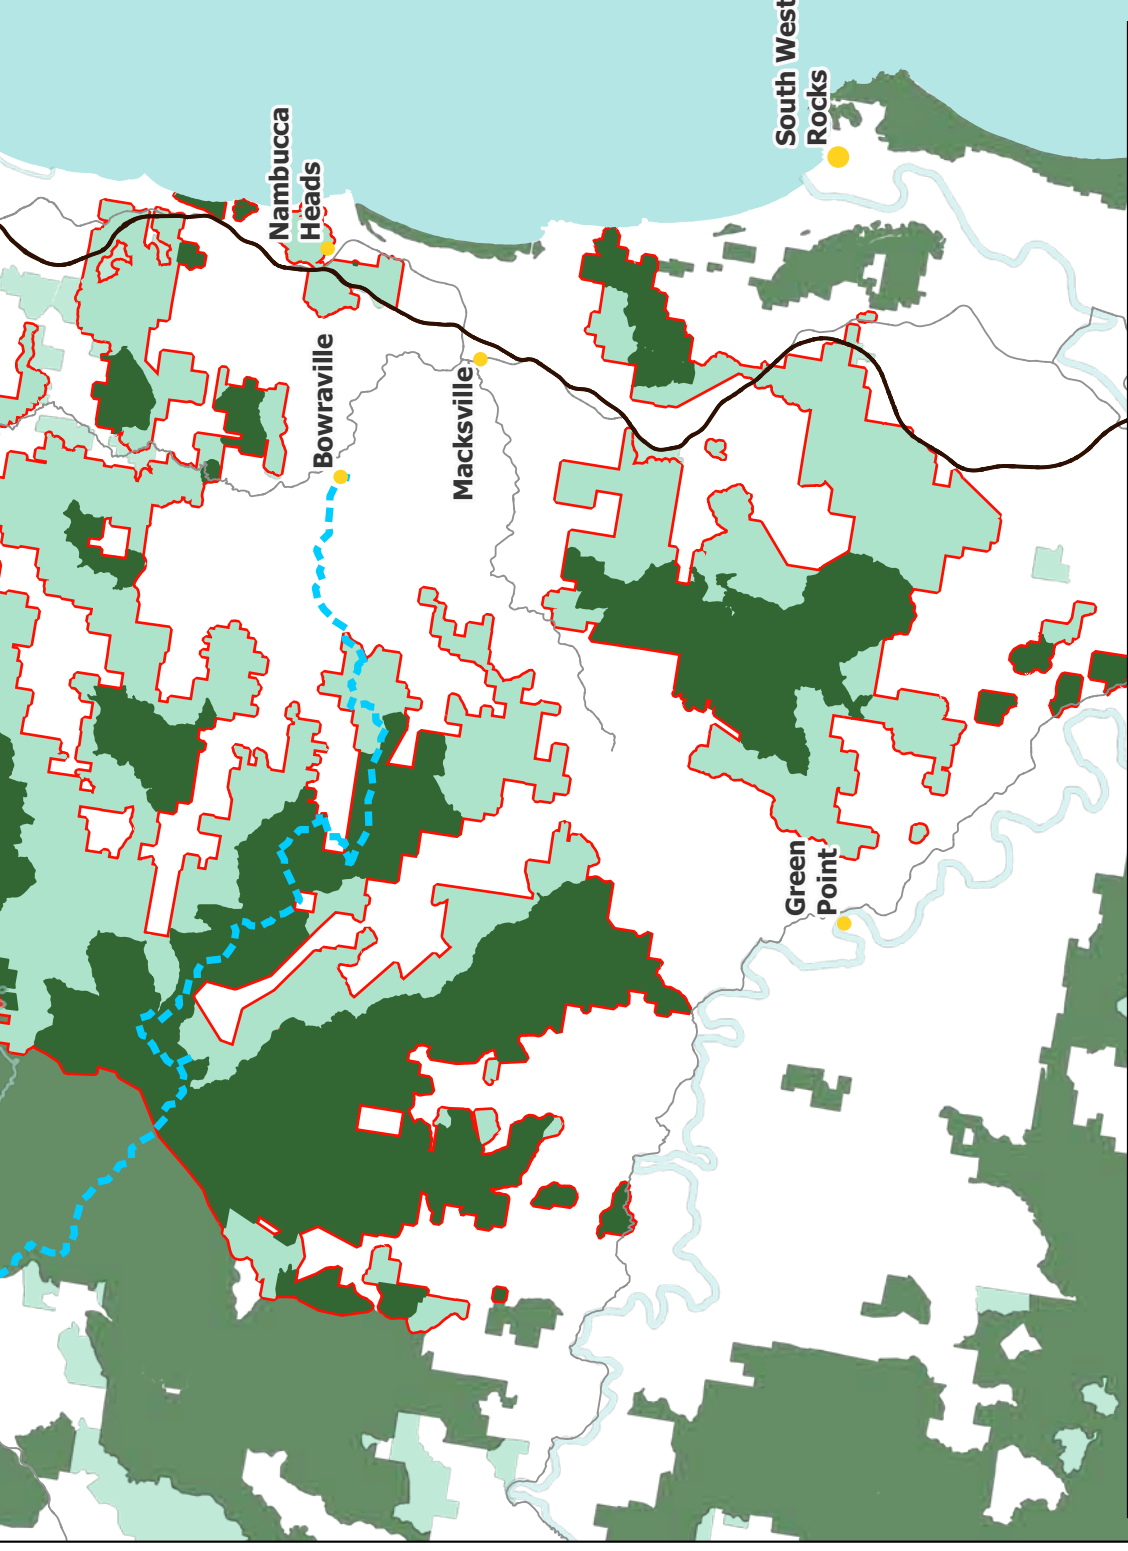 South West
Rocks
Nambucca
Heads
Bowraville
Macksville
Green
Point